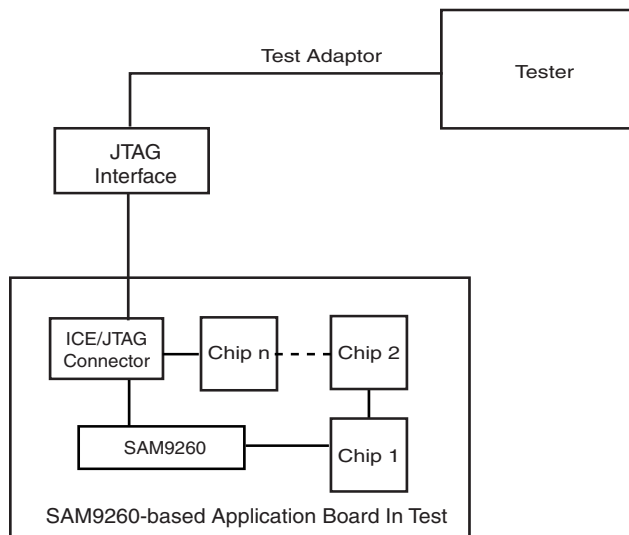 Test Adaptor
Tester
JTAG
Interface
ICE/JTAG
Connector
Chip n
Chip 2
SAM9260
Chip 1
SAM9260-based Application Board In Test